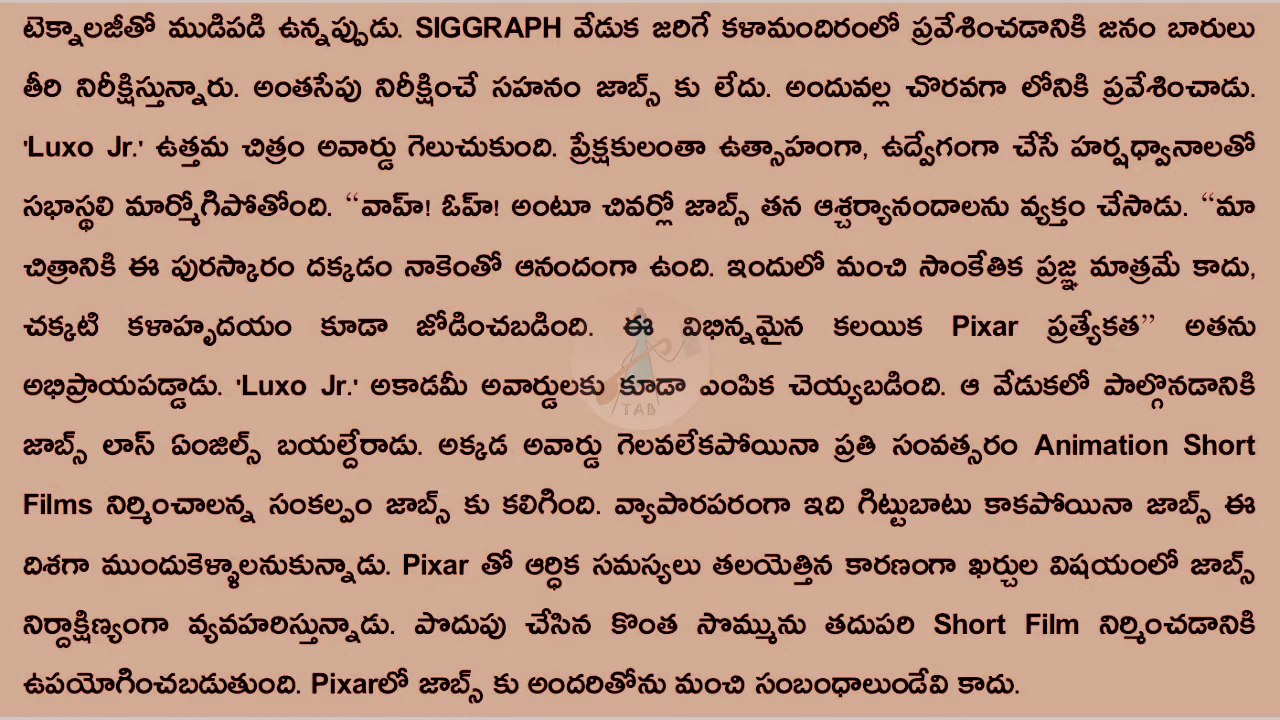 టెక్నాలజీతో ముడిపడి ఉన్నప్పుడు. SIGGRAPH వేడుక జరిగే కళామందిరంలో ప్రవేశించడానికి జనం బారులు
తీరి నిరీక్షిస్తున్నారు. అంతసేపు నిరీక్షించే సహనం జాబ్స్ కు లేదు. అందువల్ల చొరవగా లోనికి ప్రవేశించాడు.
'Luxo Jr.' ఉత్తమ చిత్రం అవార్డు గెలుచుకుంది. ప్రేక్షకులంతా ఉత్సాహంగా, ఉద్వేగంగా చేసే హర్షధ్వానాలతో
సభాస్థలి మార్మోగిపోతోంది. “వాహ్! ఓహ్! అంటూ చివర్లో జాబ్స్ తన ఆశ్చర్యానందాలను వ్యక్తం చేసాడు. “మా
చిత్రానికి ఈ పురస్కారం దక్కడం నాకెంతో ఆనందంగా ఉంది. ఇందులో మంచి సాంకేతిక ప్రజ్ఞ మాత్రమే కాదు,
చక్కటి కళాహృదయం కూడా జోడించబడింది. ఈ విభిన్నమైన కలయిక Pixar ప్రత్యేకత” అతను
అభిప్రాయపడ్డాడు. 'Luxo Jr.' అకాడమీ అవార్డులకు కూడా ఎంపిక చెయ్యబడింది. ఆ వేడుకలో పాల్గొనడానికి
జాబ్స్ లాస్ ఏంజిల్స్ బయల్దేరాడు. అక్కడ అవార్డు గెలవలేకపోయినా ప్రతి సంవత్సరం Animation Short
Films నిర్మించాలన్న సంకల్పం జాబ్స్ కు కలిగింది. వ్యాపారపరంగా ఇది గిట్టుబాటు కాకపోయినా జాబ్స్ ఈ
దిశగా ముందుకెళ్ళాలనుకున్నాడు. Pixar తో ఆర్ధిక సమస్యలు తలయెత్తిన కారణంగా ఖర్చుల విషయంలో జాబ్స్
నిర్దాక్షిణ్యంగా వ్యవహరిస్తున్నాడు. పొదుపు చేసిన కొంత సొమ్మును తదుపరి Short Film నిర్మించడానికి
ఉపయోగించబడుతుంది. Pixarలో జాబ్స్ కు అందరితోను మంచి సంబంధాలుండేవి కాదు.
TAB